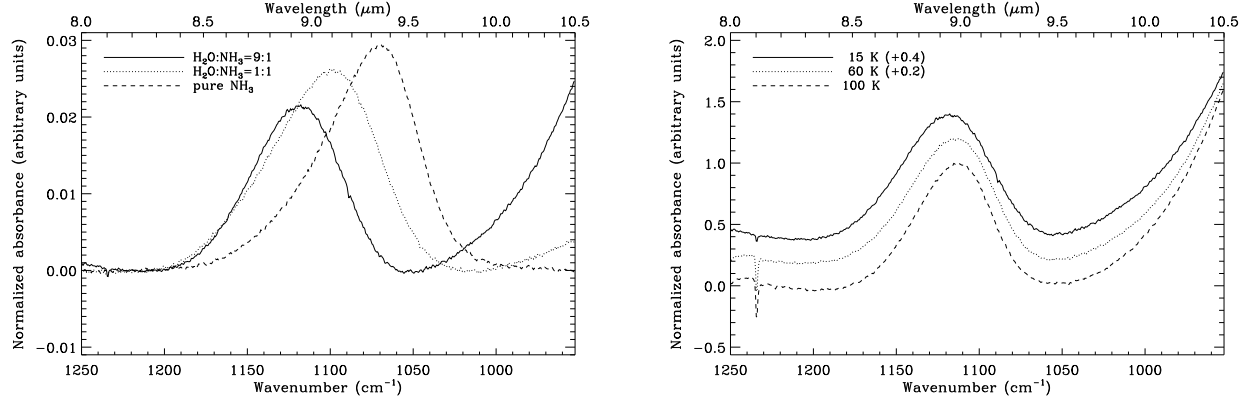 Wavelength (μm)
8.0 8.5 9.0 9.5 10.0 10.5
0.03
0.02
0.01
0.00
−0.01
Normalized absorbance (arbitrary units)
H₂O:NH₃=9:1
H₂O:NH₃=1:1
pure NH₃
1250 1200 1150 1100 1050 1000
Wavenumber (cm⁻¹)
Wavelength (μm)
8.0 8.5 9.0 9.5 10.0 10.5
2.0
1.5
1.0
0.5
0.0
−0.5
Normalized absorbance (arbitrary units)
15 K (+0.4)
60 K (+0.2)
100 K
1250 1200 1150 1100 1050 1000
Wavenumber (cm⁻¹)